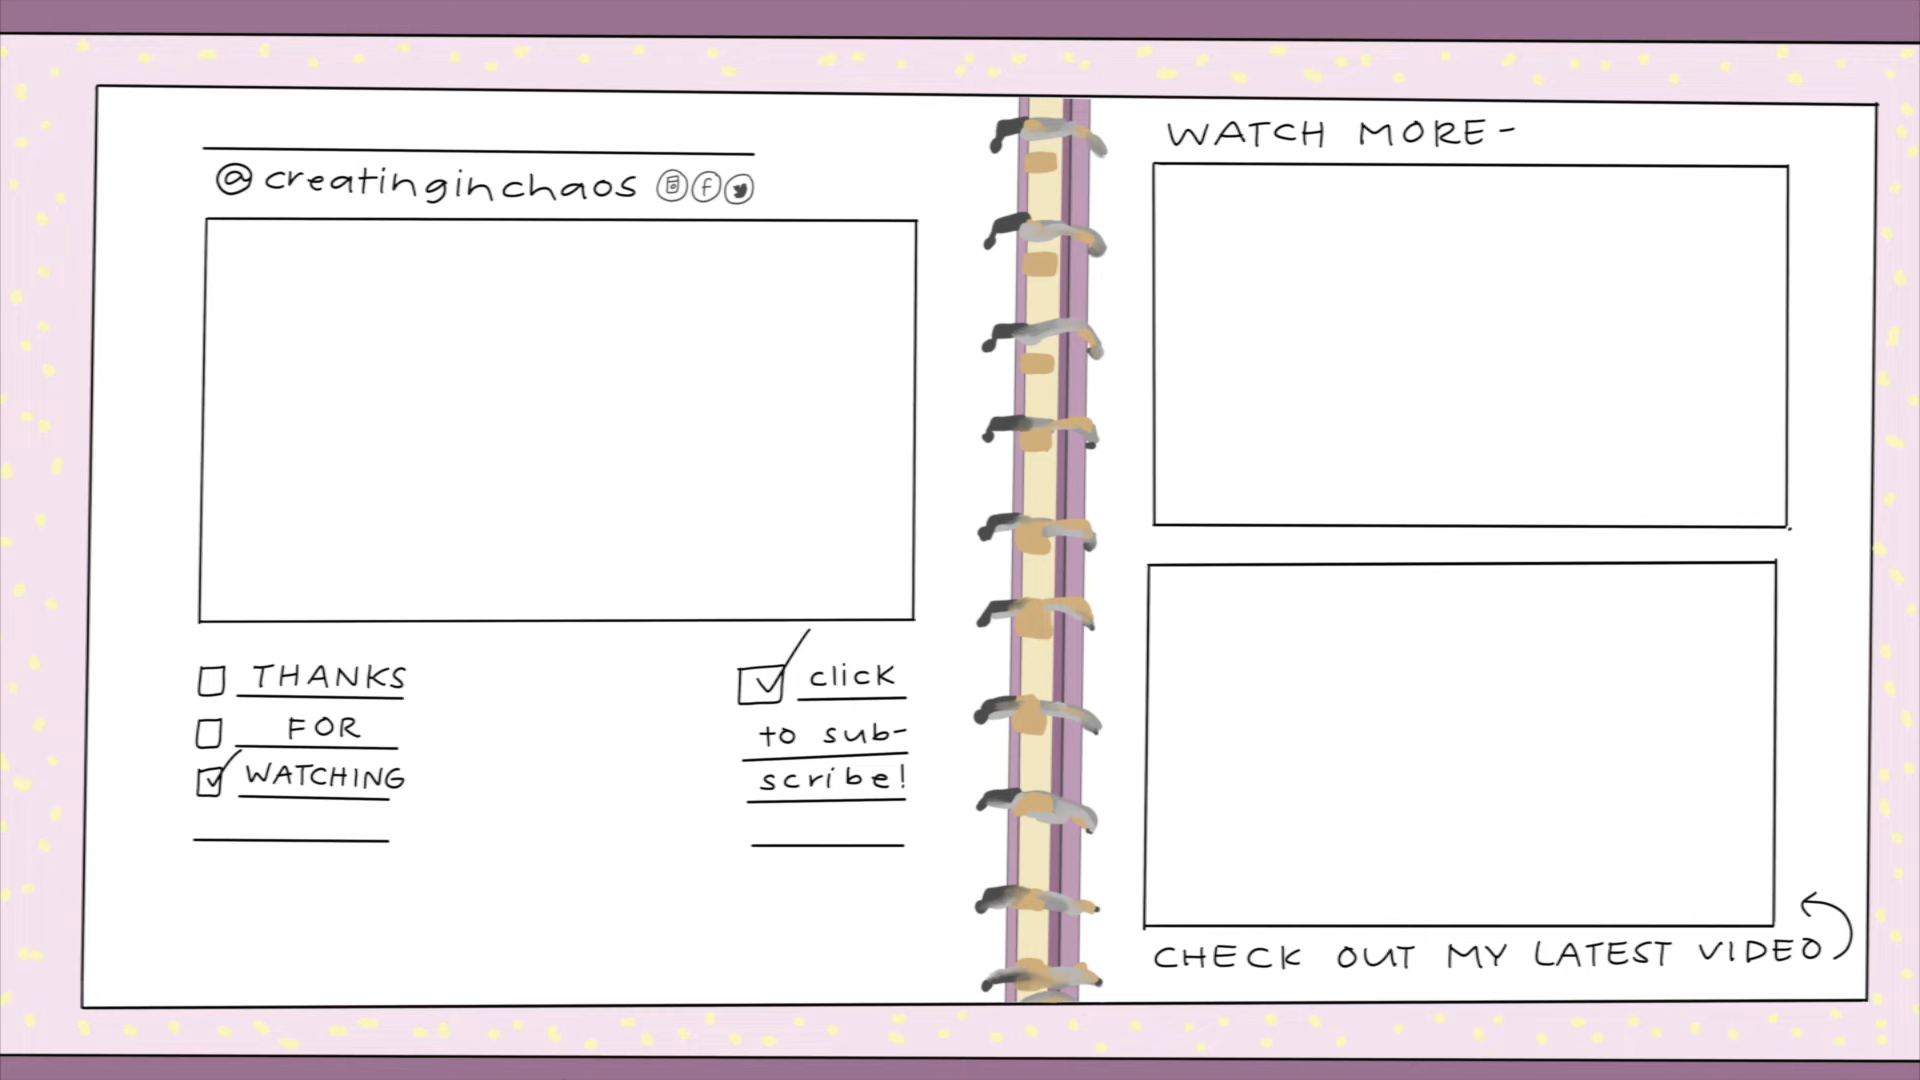 @creatinginchaos
THANKS
FOR
WATCHING
click
to sub-
scribe!
WATCH MORE-
CHECK OUT MY LATEST VIDEO